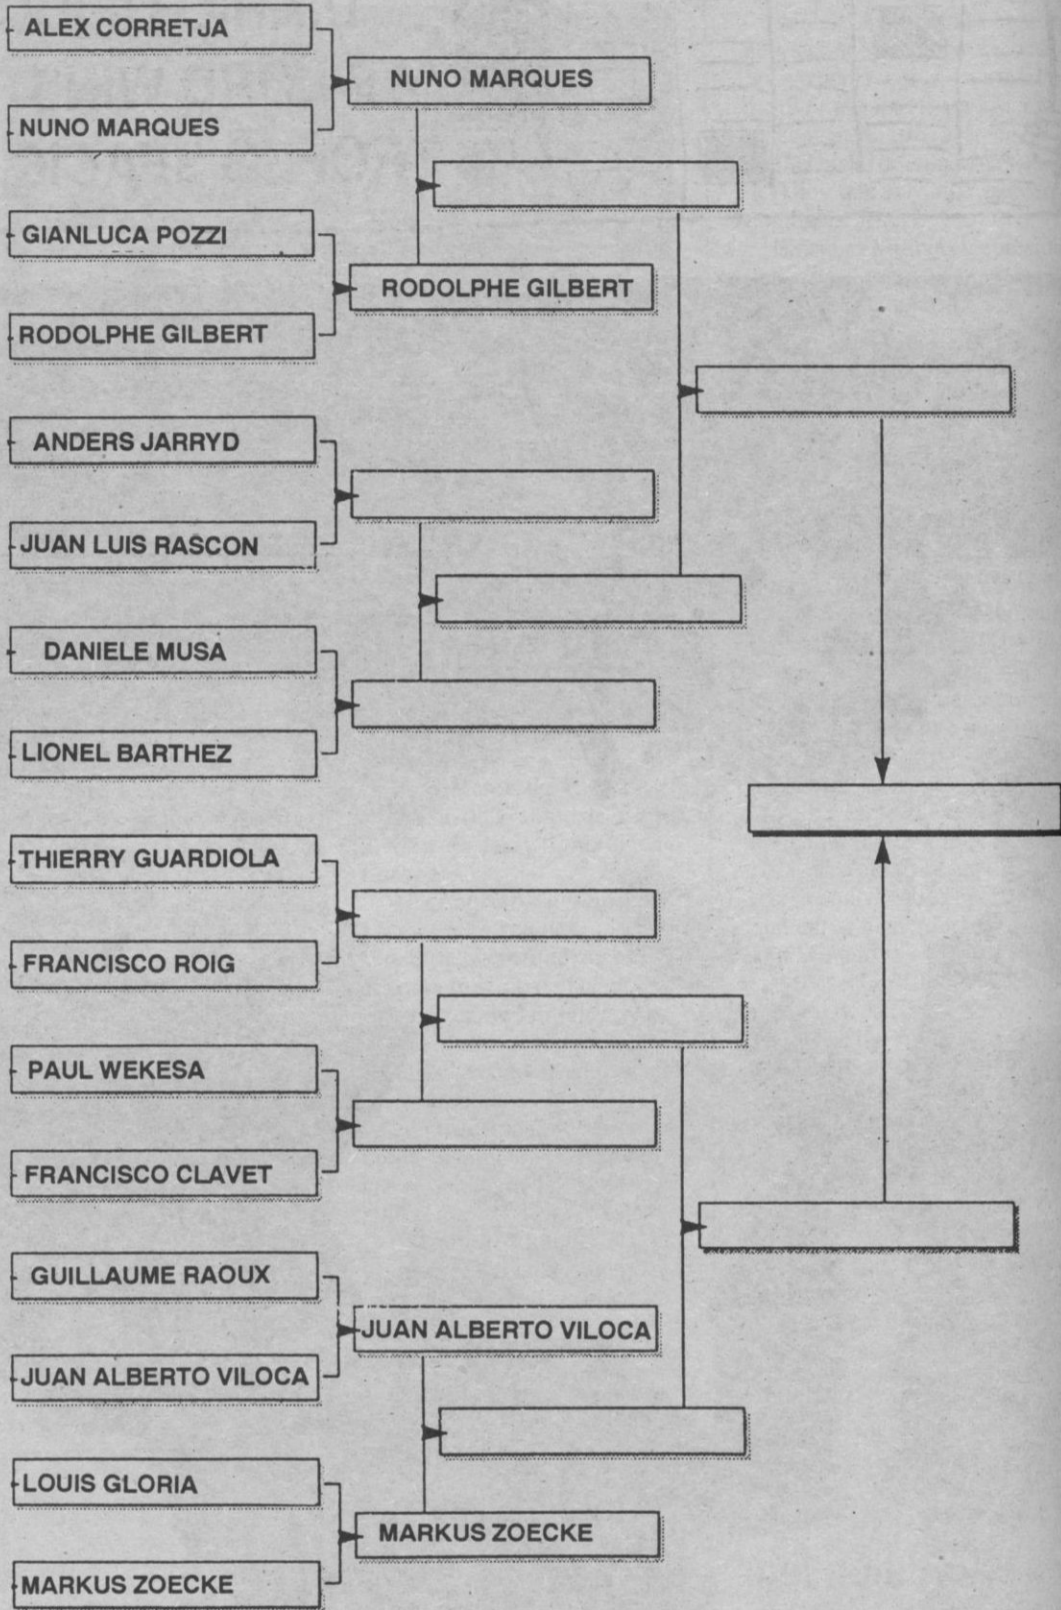 ALEX CORRETJA
NUNO MARQUES
NUNO MARQUES
GIANLUCA POZZI
RODOLPHE GILBERT
RODOLPHE GILBERT
ANDERS JARRYD
JUAN LUIS RASCON
DANIELE MUSA
LIONEL BARTHEZ
THIERRY GUARDIOLA
FRANCISCO ROIG
PAUL WEKESA
FRANCISCO CLAVET
GUILLAUME RAOUX
JUAN ALBERTO VILOCA
JUAN ALBERTO VILOCA
LOUIS GLORIA
MARKUS ZOECKE
MARKUS ZOECKE